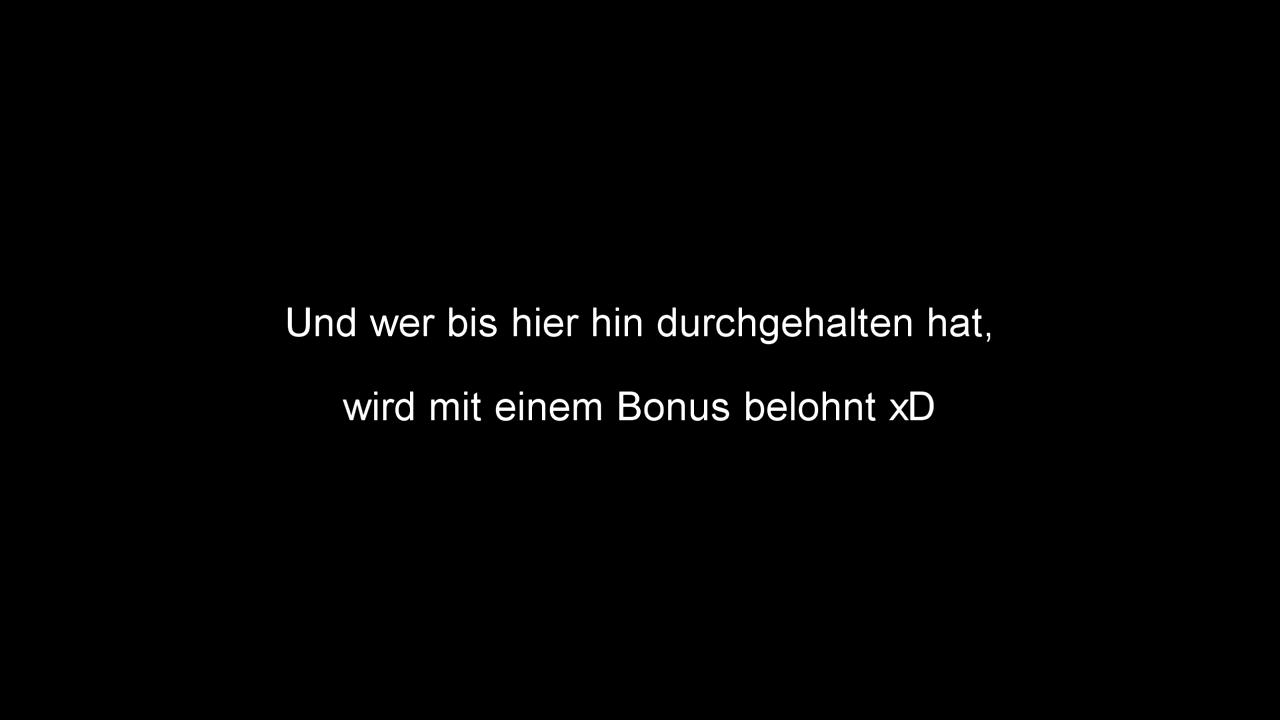 Und wer bis hier hin durchgehalten hat,
wird mit einem Bonus belohnt xD